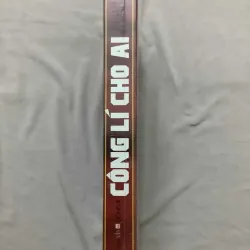 CÔNG LÍ CHO AI